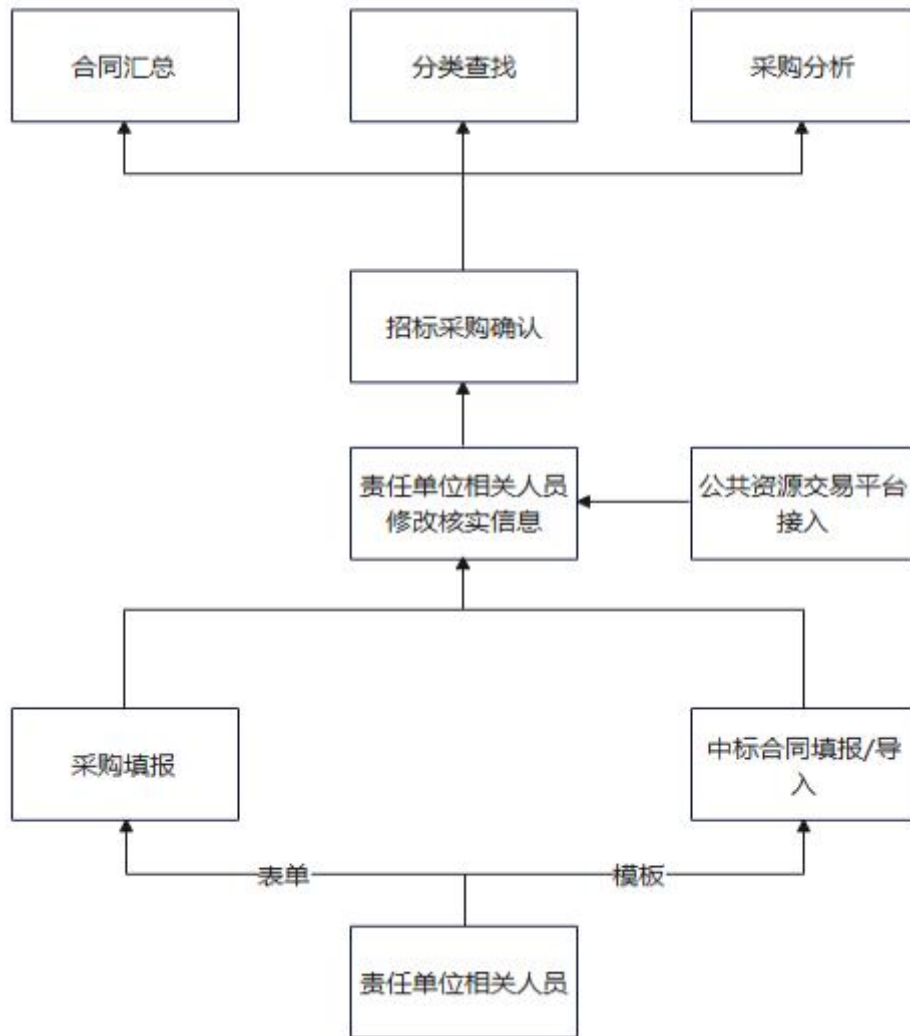 合同汇总
分类查找
采购分析
招标采购确认
责任单位相关人员
修改核实信息
公共资源交易平台
接入
采购填报
中标合同填报/导
入
表单
模板
责任单位相关人员